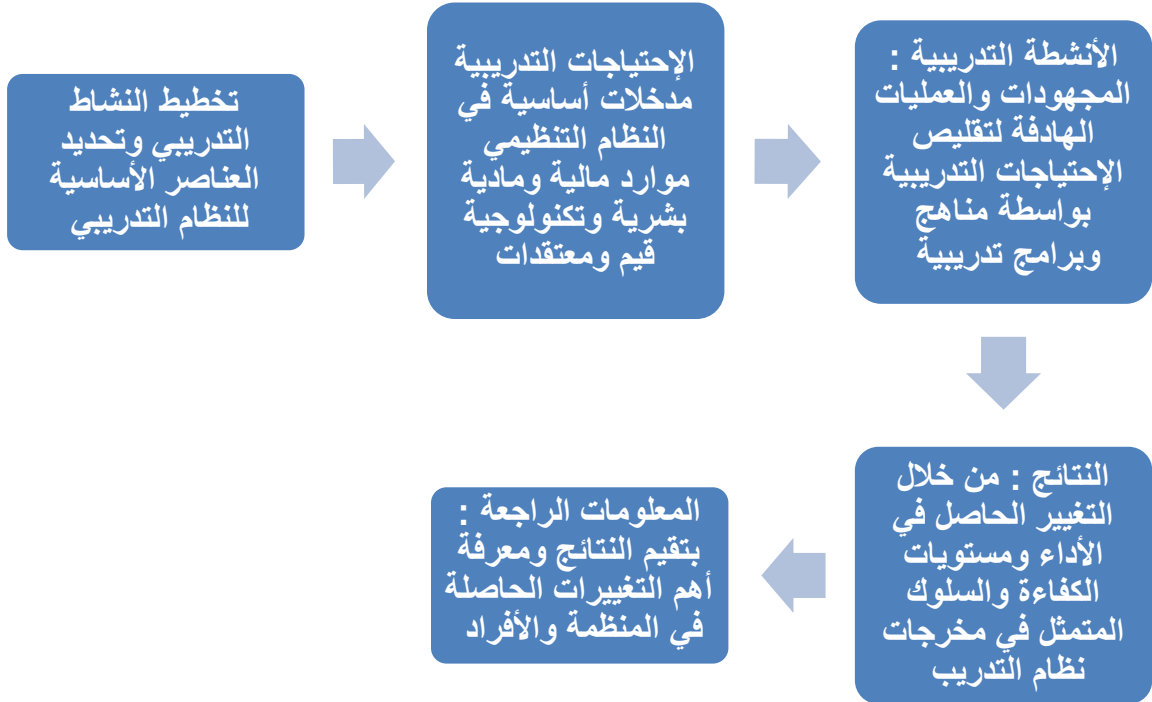 تخطيط النشاط
التدريبي وتحديد
العناصر الأساسية
للنظام التدريبي
الإحتياجات التدريبية
مدخلات أساسية في
النظام التنظيمي
موارد مالية ومادية
بشرية وتكنولوجية
قيم ومعتقدات
الأنشطة التدريبية :
المجهودات والعمليات
الهادفة لتقليص
الإحتياجات التدريبية
بواسطة مناهج
وبرامج تدريبية
النتائج : من خلال
التغيير الحاصل في
الأداء ومستويات
الكفاءة والسلوك
المتمثل في مخرجات
نظام التدريب
المعلومات الراجعة :
بتقيم النتائج ومعرفة
أهم التغييرات الحاصلة
في المنظمة والأفراد